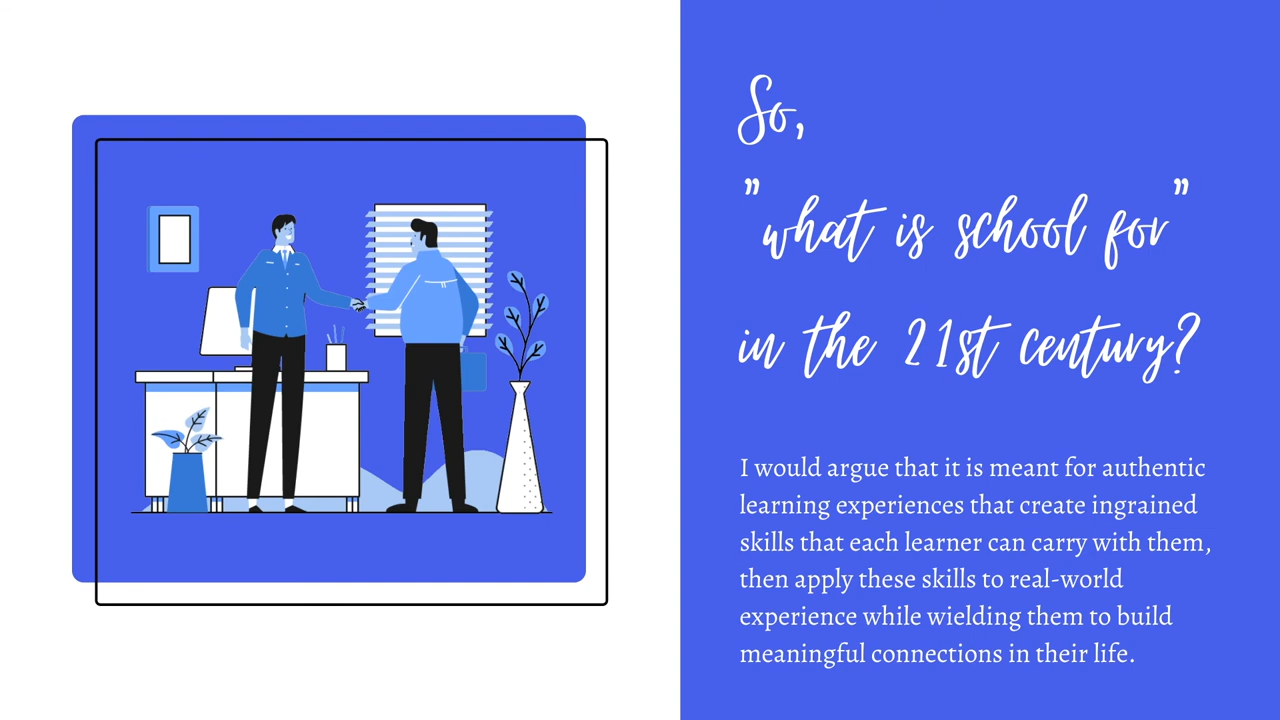 So,
"what is school for"
in the 21st century?
I would argue that it is meant for authentic
learning experiences that create ingrained
skills that each learner can carry with them,
then apply these skills to real-world
experience while wielding them to build
meaningful connections in their life.